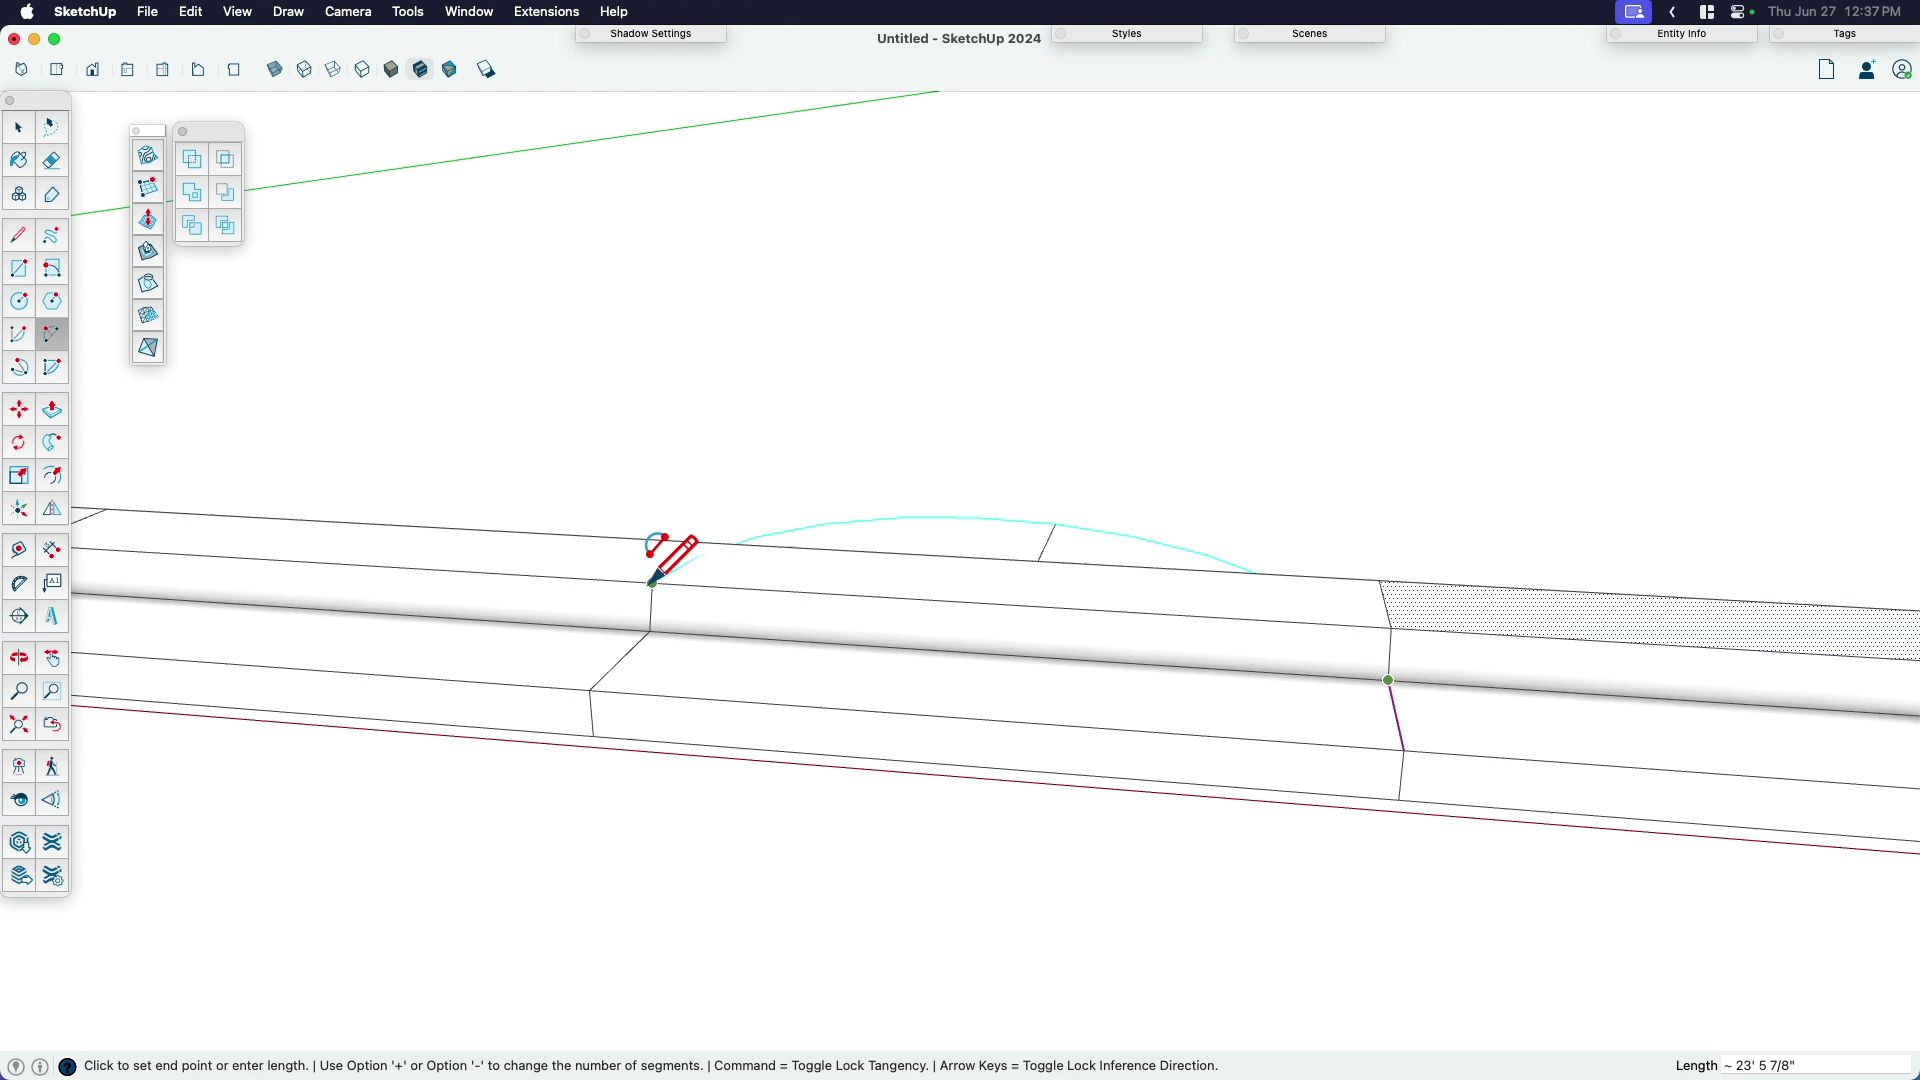 SketchUp File Edit View Draw Camera Tools Window Extensions Help Thu Jun 27 12:37 PM
Shadow Settings Untitled - SketchUp 2024 Styles Scenes Entity Info Tags
A1
A
Click to set end point or enter length. | Use Option '+' or Option '-' to change the number of segments. | Command = Toggle Lock Tangency. | Arrow Keys = Toggle Lock Inference Direction. Length ~ 23' 5 7/8"